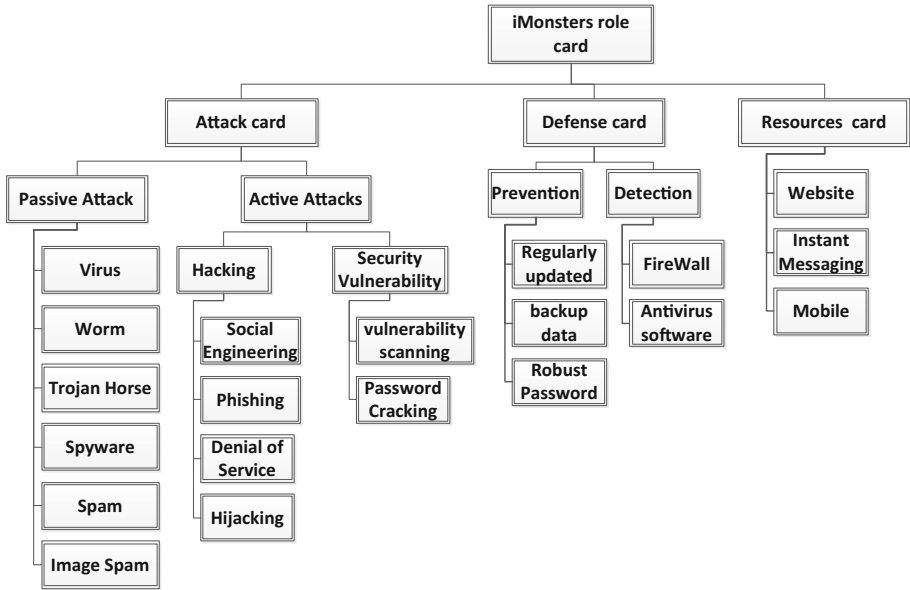 iMonsters role
card
Attack card
Defense card
Resources  card
Passive Attack
Active Attacks
Prevention
Detection
Website
Instant
Messaging
Mobile
Virus
Worm
Trojan Horse
Spyware
Spam
Image Spam
Hacking
Social
Engineering
Phishing
Denial of
Service
Hijacking
Security
Vulnerability
vulnerability
scanning
Password
Cracking
Regularly
updated
backup
data
Robust
Password
FireWall
Antivirus
software